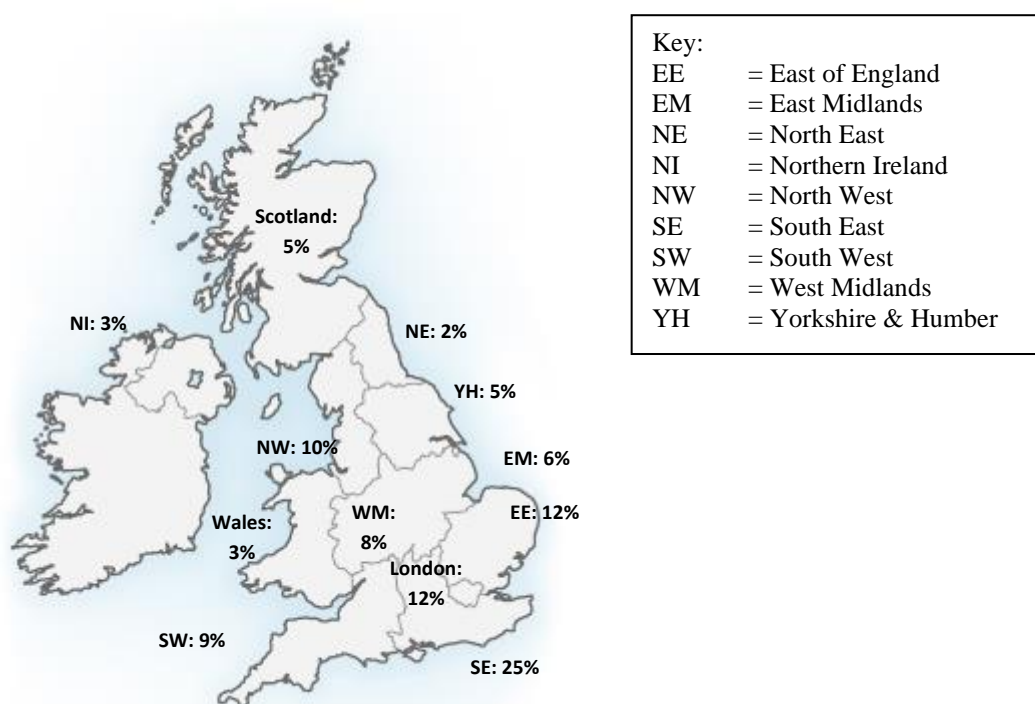 Scotland:
5%
NI: 3%
NE: 2%
YH: 5%
NW: 10%
EM: 6%
Wales:
3%
WM:
8%
EE: 12%
London:
12%
SW: 9%
SE: 25%
Key:
EE = East of England
EM = East Midlands
NE = North East
NI = Northern Ireland
NW = North West
SE = South East
SW = South West
WM = West Midlands
YH = Yorkshire & Humber